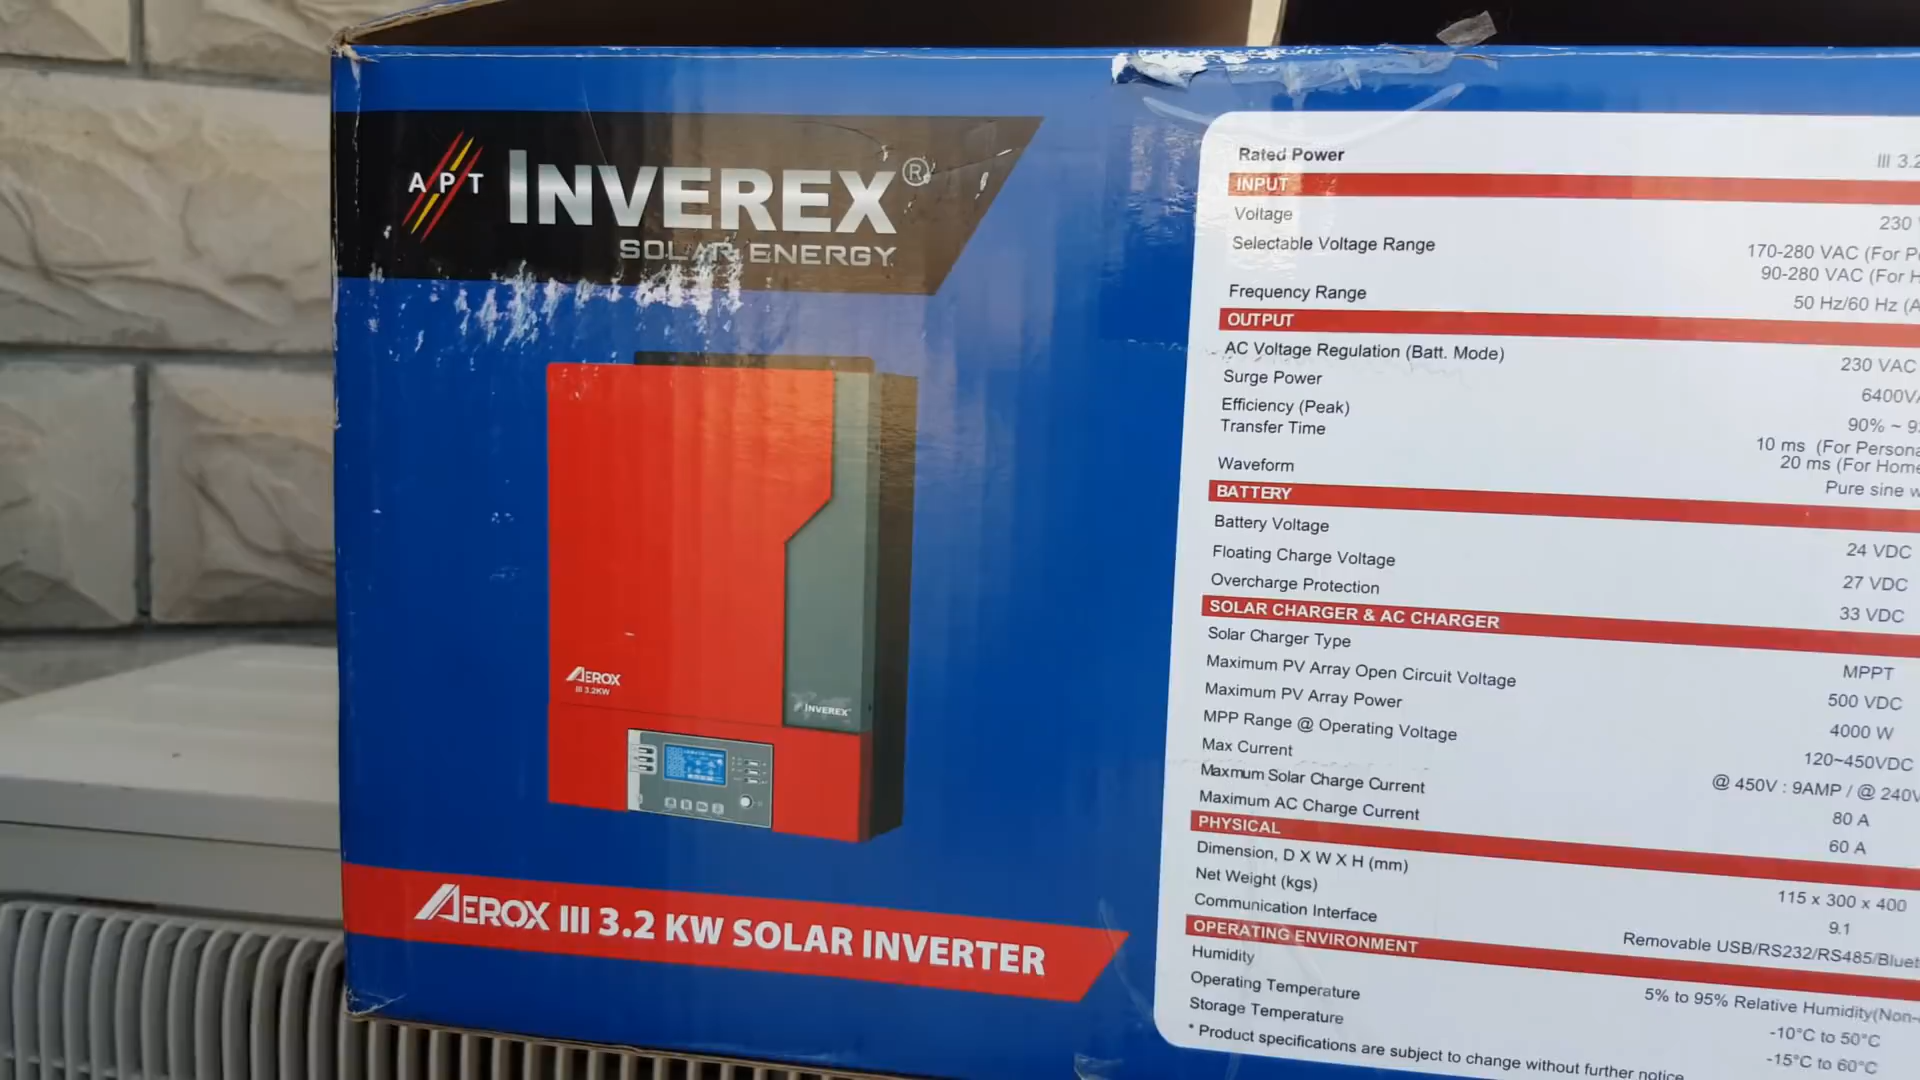 APT INVEREX®
SOLAR ENERGY
AEROX
III 3.2KW
INVEREX
AEROX III 3.2 KW SOLAR INVERTER
Rated Power III 3.2
INPUT
Voltage 230
Selectable Voltage Range 170-280 VAC (For
90-280 VAC (For
Frequency Range 50 Hz/60 Hz
OUTPUT
AC Voltage Regulation (Batt. Mode) 230 VAC
Surge Power 6400VA
Efficiency (Peak) 90% ~
Transfer Time 10 ms (For
20 ms (For Home
Waveform Pure sine
BATTERY
Battery Voltage 24 VDC
Floating Charge Voltage 27 VDC
Overcharge Protection 33 VDC
SOLAR CHARGER & AC CHARGER
Solar Charger Type MPPT
Maximum PV Array Open Circuit Voltage 500 VDC
Maximum PV Array Power 4000 W
MPP Range @ Operating Voltage 120~450VDC
Max Current @ 450V : 9AMP / @ 240V
Maxmum Solar Charge Current 80 A
Maximum AC Charge Current 60 A
PHYSICAL
Dimension, D X W X H (mm) 115 x 300 x 400
Net Weight (kgs) 9.1
Communication Interface Removable USB/RS232/RS485/
OPERATING ENVIRONMENT
Humidity 5% to 95% Relative Humidity(Non-
Operating Temperature -10°C to 50°C
Storage Temperature -15°C to 60°C
* Product specifications are subject to change without further notice